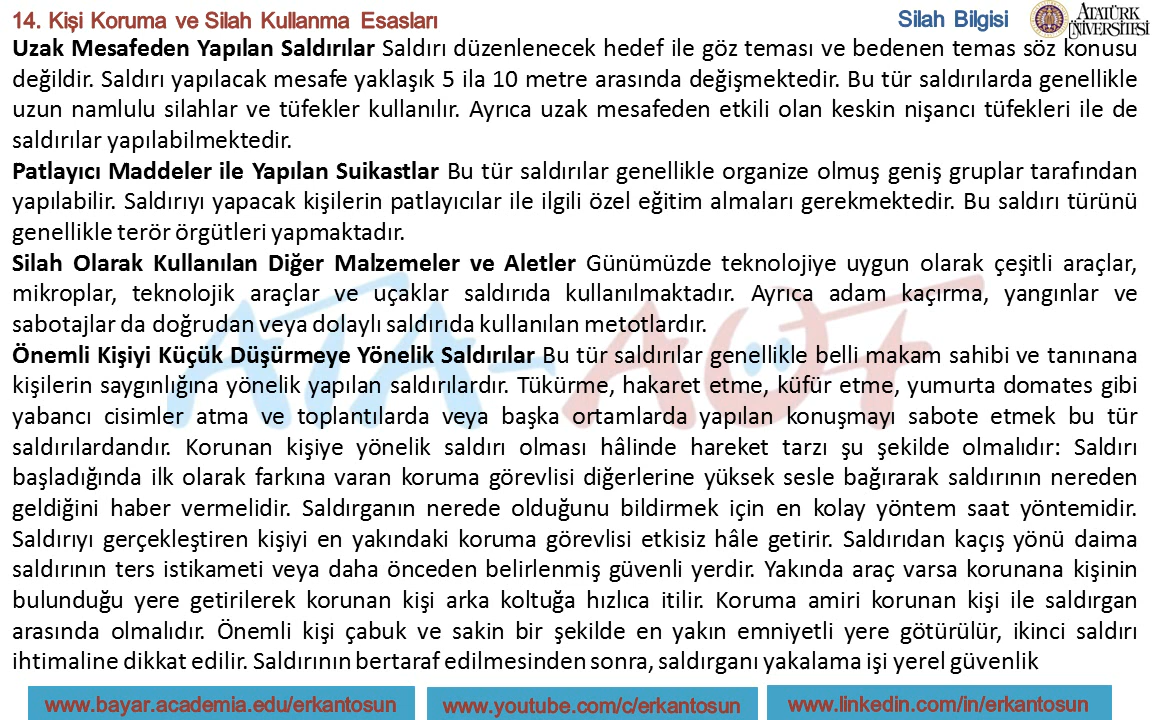 14. Kişi Koruma ve Silah Kullanma Esasları
Silah Bilgisi
ATATÜRK
ÜNİVERSİTESİ
Uzak Mesafeden Yapılan Saldırılar Saldırı düzenlenecek hedef ile göz teması ve bedenen temas söz konusu
değildir. Saldırı yapılacak mesafe yaklaşık 5 ila 10 metre arasında değişmektedir. Bu tür saldırılarda genellikle
uzun namlulu silahlar ve tüfekler kullanılır. Ayrıca uzak mesafeden etkili olan keskin nişancı tüfekleri ile de
saldırılar yapılabilmektedir.
Patlayıcı Maddeler ile Yapılan Suikastlar Bu tür saldırılar genellikle organize olmuş geniş gruplar tarafından
yapılabilir. Saldırıyı yapacak kişilerin patlayıcılar ile ilgili özel eğitim almaları gerekmektedir. Bu saldırı türünü
genellikle terör örgütleri yapmaktadır.
Silah Olarak Kullanılan Diğer Malzemeler ve Aletler Günümüzde teknolojiye uygun olarak çeşitli araçlar,
mikroplar, teknolojik araçlar ve uçaklar saldırıda kullanılmaktadır. Ayrıca adam kaçırma, yangınlar ve
sabotajlar da doğrudan veya dolaylı saldırıda kullanılan metotlardır.
Önemli Kişiyi Küçük Düşürmeye Yönelik Saldırılar Bu tür saldırılar genellikle belli makam sahibi ve tanınana
kişilerin saygınlığına yönelik yapılan saldırılardır. Tükürme, hakaret etme, küfür etme, yumurta domates gibi
yabancı cisimler atma ve toplantılarda veya başka ortamlarda yapılan konuşmayı sabote etmek bu tür
saldırılardandır. Korunan kişiye yönelik saldırı olması hâlinde hareket tarzı şu şekilde olmalıdır: Saldırı
başladığında ilk olarak farkına varan koruma görevlisi diğerlerine yüksek sesle bağırarak saldırının nereden
geldiğini haber vermelidir. Saldırganın nerede olduğunu bildirmek için en kolay yöntem saat yöntemidir.
Saldırıyı gerçekleştiren kişiyi en yakındaki koruma görevlisi etkisiz hâle getirir. Saldırıdan kaçış yönü daima
saldırının ters istikameti veya daha önceden belirlenmiş güvenli yerdir. Yakında araç varsa korunana kişinin
bulunduğu yere getirilerek korunan kişi arka koltuğa hızlıca itilir. Koruma amiri korunan kişi ile saldırgan
arasında olmalıdır. Önemli kişi çabuk ve sakin bir şekilde en yakın emniyetli yere götürülür, ikinci saldırı
ihtimaline dikkat edilir. Saldırının bertaraf edilmesinden sonra, saldırganı yakalama işi yerel güvenlik
ATA-AÖF
www.bayar.academia.edu/erkantosun
www.youtube.com/c/erkantosun
www.linkedin.com/in/erkantosun